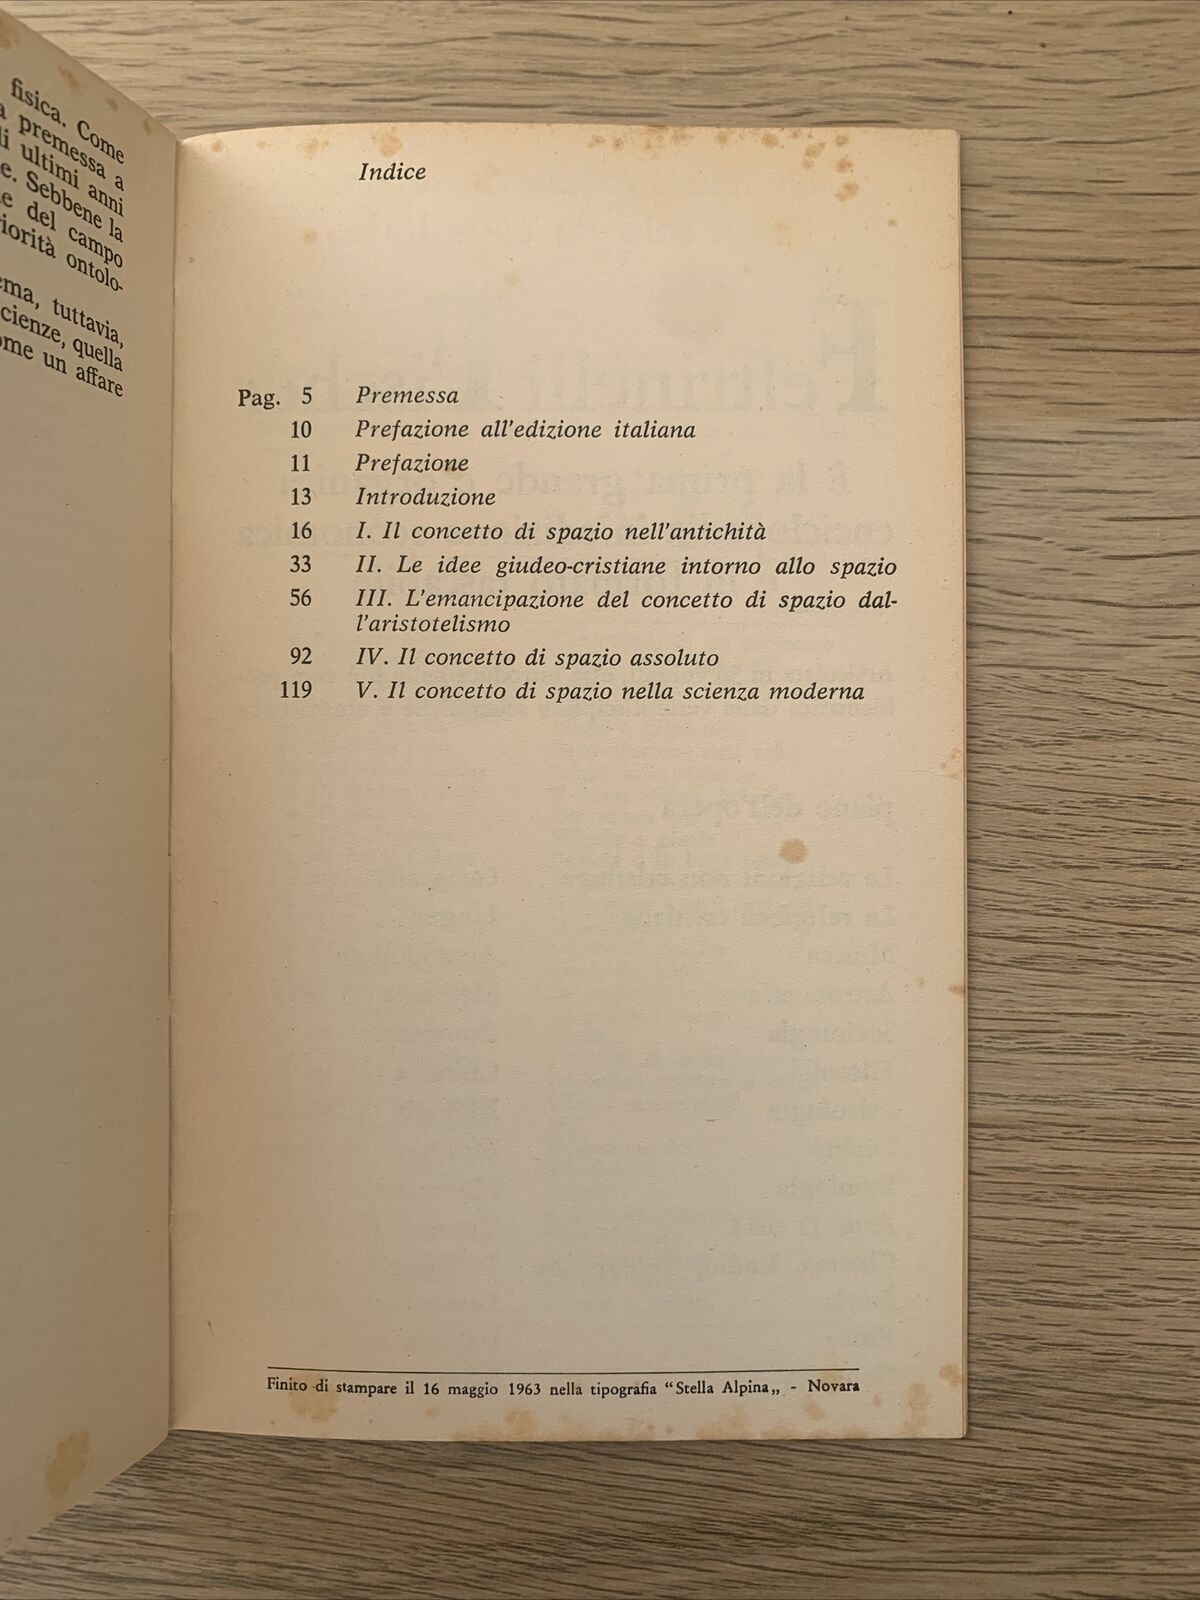 fisica. Come
premessa a
ultimi anni
Sebbene la
del campo
ontolo-
tuttavia,
quella
un affare
Indice
Pag. 5 Premessa
10 Prefazione all'edizione italiana
11 Prefazione
13 Introduzione
16 I. Il concetto di spazio nell'antichità
33 II. Le idee giudeo-cristiane intorno allo spazio
56 III. L'emancipazione del concetto di spazio dal-
l'aristotelismo
92 IV. Il concetto di spazio assoluto
119 V. Il concetto di spazio nella scienza moderna
Finito di stampare il 16 maggio 1963 nella tipografia “Stella Alpina„ - Novara